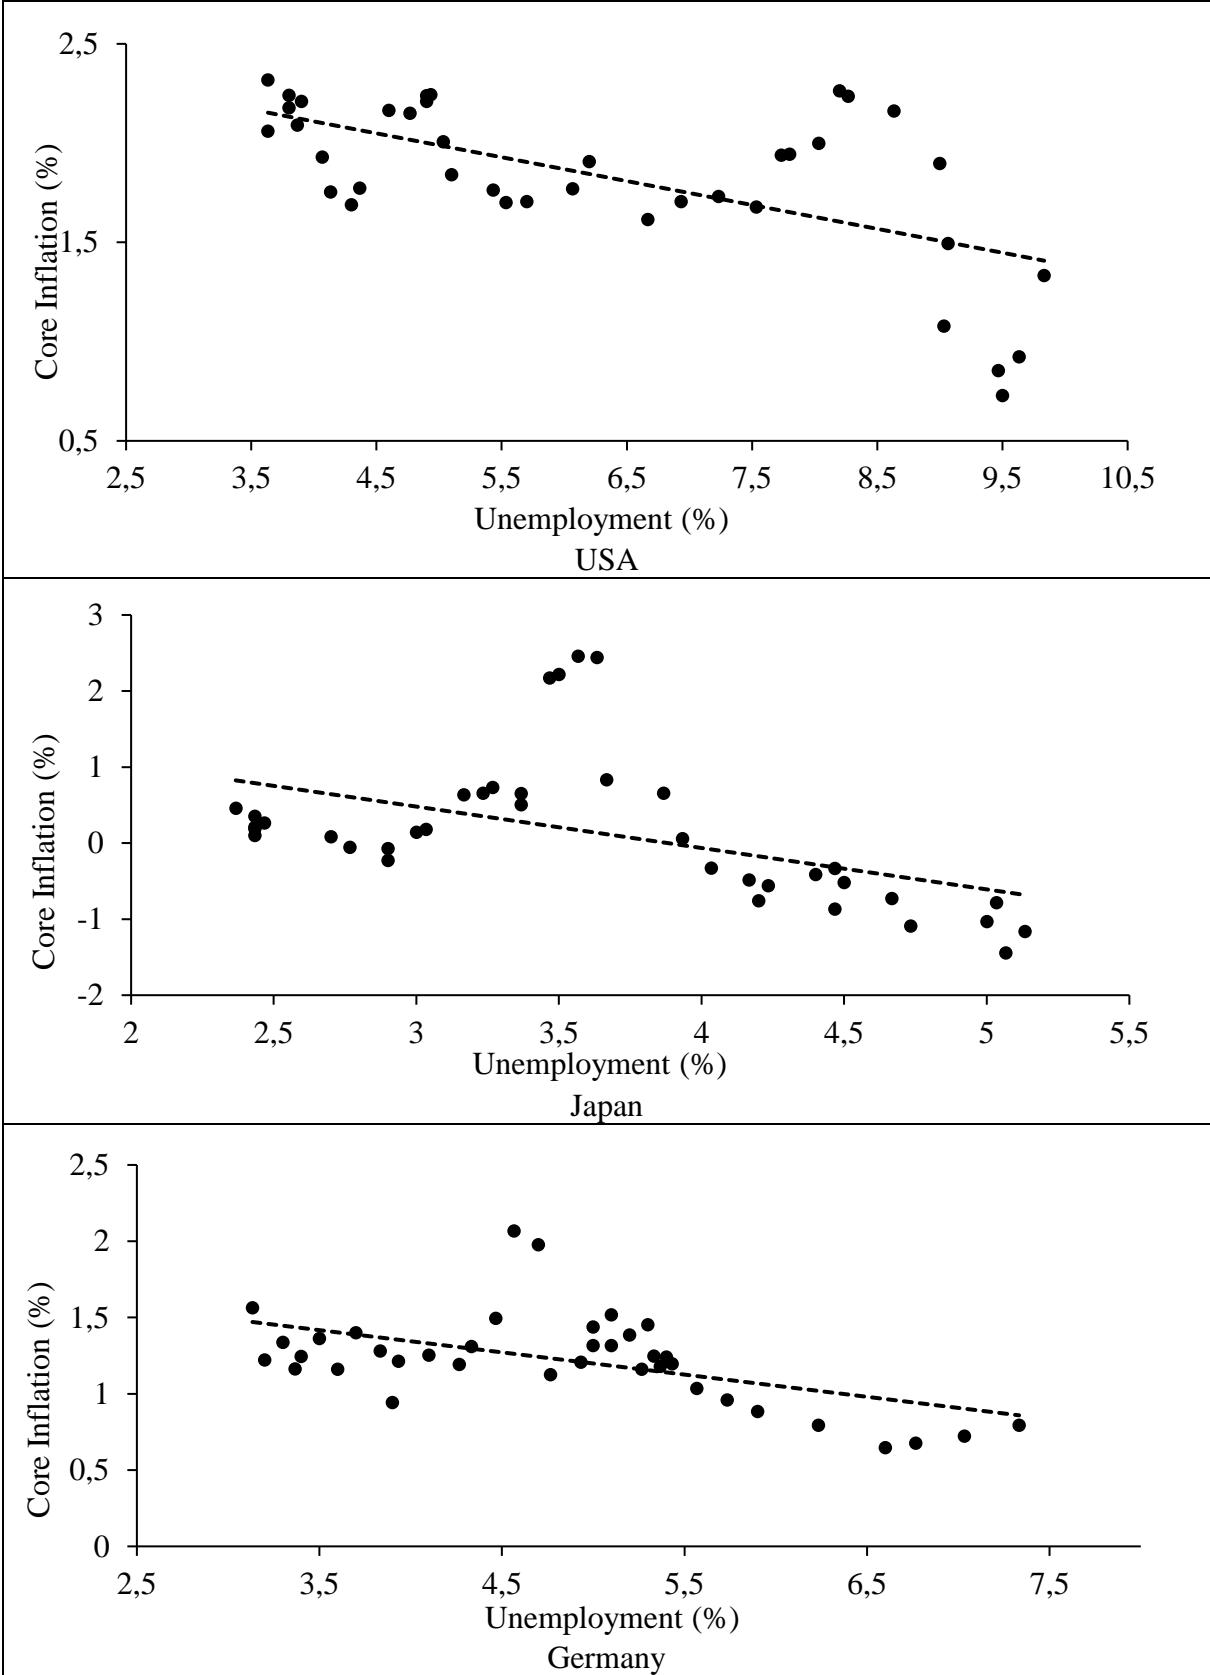 2,5
1,5
0,5
Core Inflation (%)
2,5 3,5 4,5 5,5 6,5 7,5 8,5 9,5 10,5
Unemployment (%)
USA
3
2
1
0
-1
-2
Core Inflation (%)
2 2,5 3 3,5 4 4,5 5 5,5
Unemployment (%)
Japan
2,5
2
1,5
1
0,5
0
Core Inflation (%)
2,5 3,5 4,5 5,5 6,5 7,5
Unemployment (%)
Germany